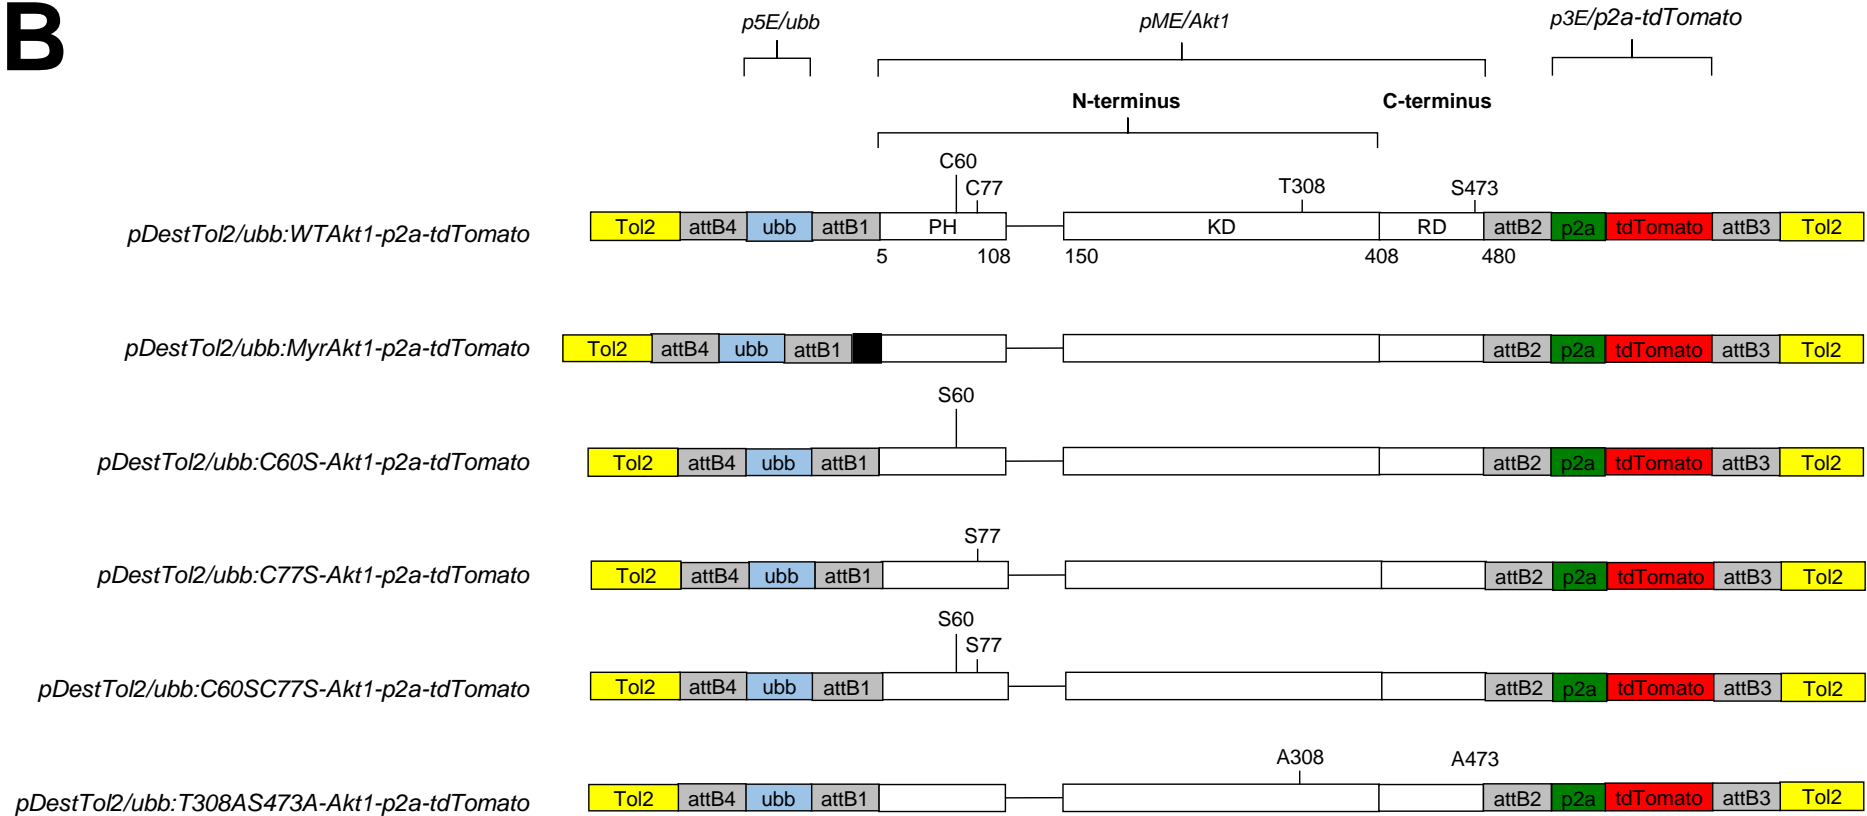 B
p5E/ubb pME/Akt1 p3E/p2a-tdTomato
N-terminus C-terminus
C60
C77 T308 S473
pDestTol2/ubb:WTAkt1-p2a-tdTomato Tol2 attB4 ubb attB1 PH KD RD attB2 p2a tdTomato attB3 Tol2
5 108 150 408 480
pDestTol2/ubb:MyrAkt1-p2a-tdTomato Tol2 attB4 ubb attB1 attB2 p2a tdTomato attB3 Tol2
S60
pDestTol2/ubb:C60S-Akt1-p2a-tdTomato Tol2 attB4 ubb attB1 attB2 p2a tdTomato attB3 Tol2
S77
pDestTol2/ubb:C77S-Akt1-p2a-tdTomato Tol2 attB4 ubb attB1 attB2 p2a tdTomato attB3 Tol2
S60
S77
pDestTol2/ubb:C60SC77S-Akt1-p2a-tdTomato Tol2 attB4 ubb attB1 attB2 p2a tdTomato attB3 Tol2
A308 A473
pDestTol2/ubb:T308AS473A-Akt1-p2a-tdTomato Tol2 attB4 ubb attB1 attB2 p2a tdTomato attB3 Tol2